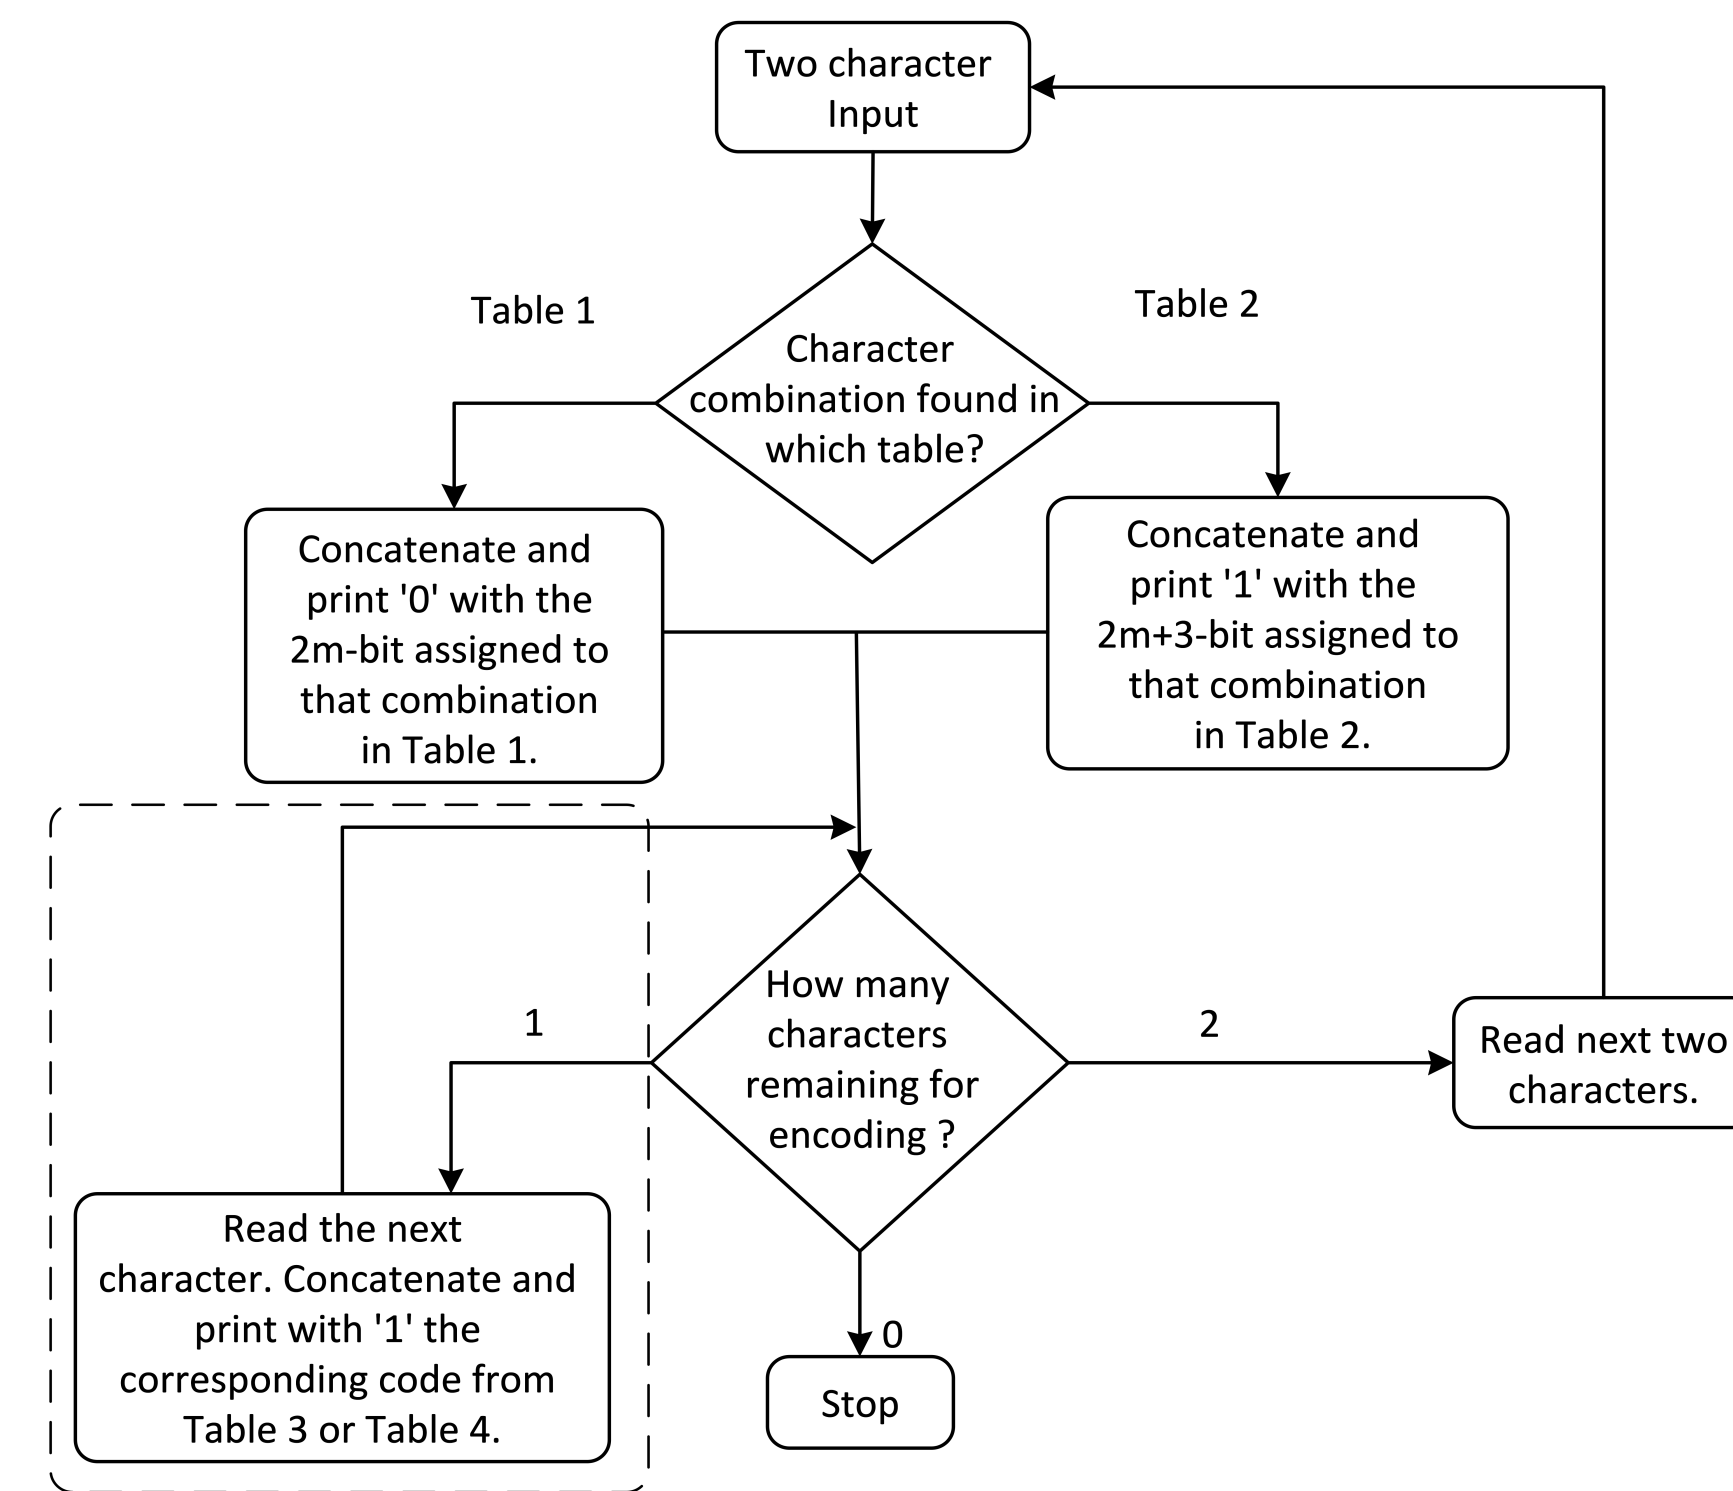 Two character
Input
Table 1
Table 2
Character
combination found in
which table?
Concatenate and
print '0' with the
2m-bit assigned to
that combination
in Table 1.
Concatenate and
print '1' with the
2m+3-bit assigned to
that combination
in Table 2.
How many
characters
remaining for
encoding ?
1
2
Read next two
characters.
Read the next
character. Concatenate and
print with '1' the
corresponding code from
Table 3 or Table 4.
0
Stop